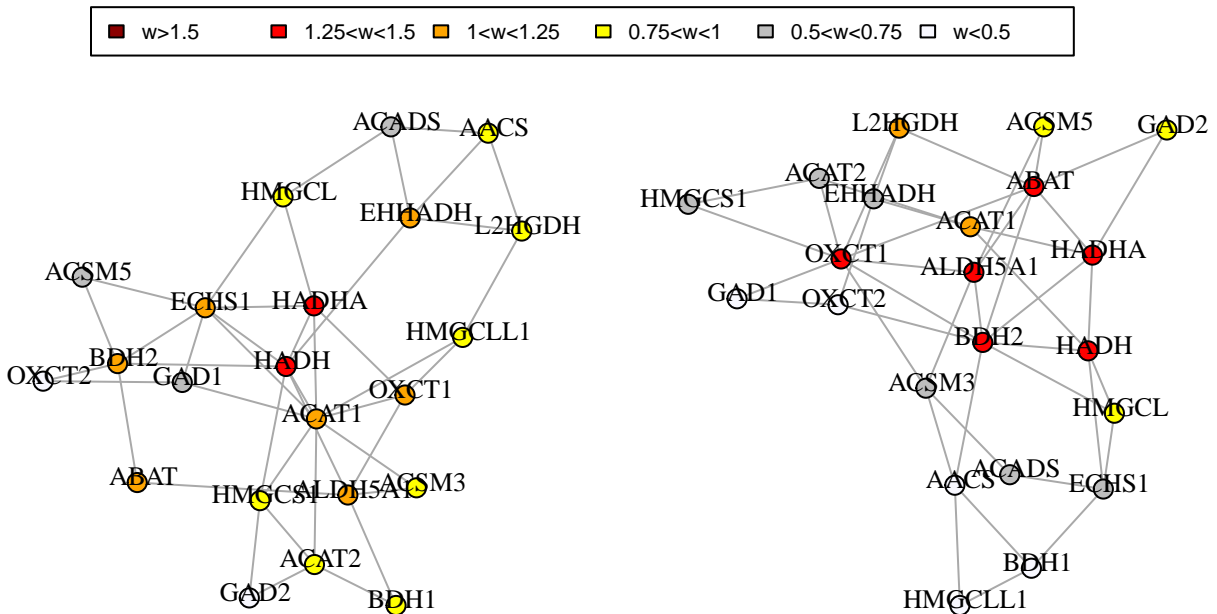 w>1.5 1.25<w<1.5 1<w<1.25 0.75<w<1 0.5<w<0.75 w<0.5
ACADS
AACS
HMGCL
EHHADH
L2HGDH
ACSM5
ECHS1
HADHA
HMGCLL1
BDH2
HADH
OXCT2
GAD1
OXCT1
ACAT1
ABAT
HMGCS1
ALDH5A1
ACSM3
ACAT2
GAD2
BDH1
L2HGDH
ACSM5
GAD2
ACAT2
ABAT
HMGCS1
EHHADH
ACAT1
OXCT1
HADHA
ALDH5A1
GAD1
OXCT2
BDH2
HADH
ACSM3
HMGCL
ACADS
AACS
ECHS1
BDH1
HMGCLL1